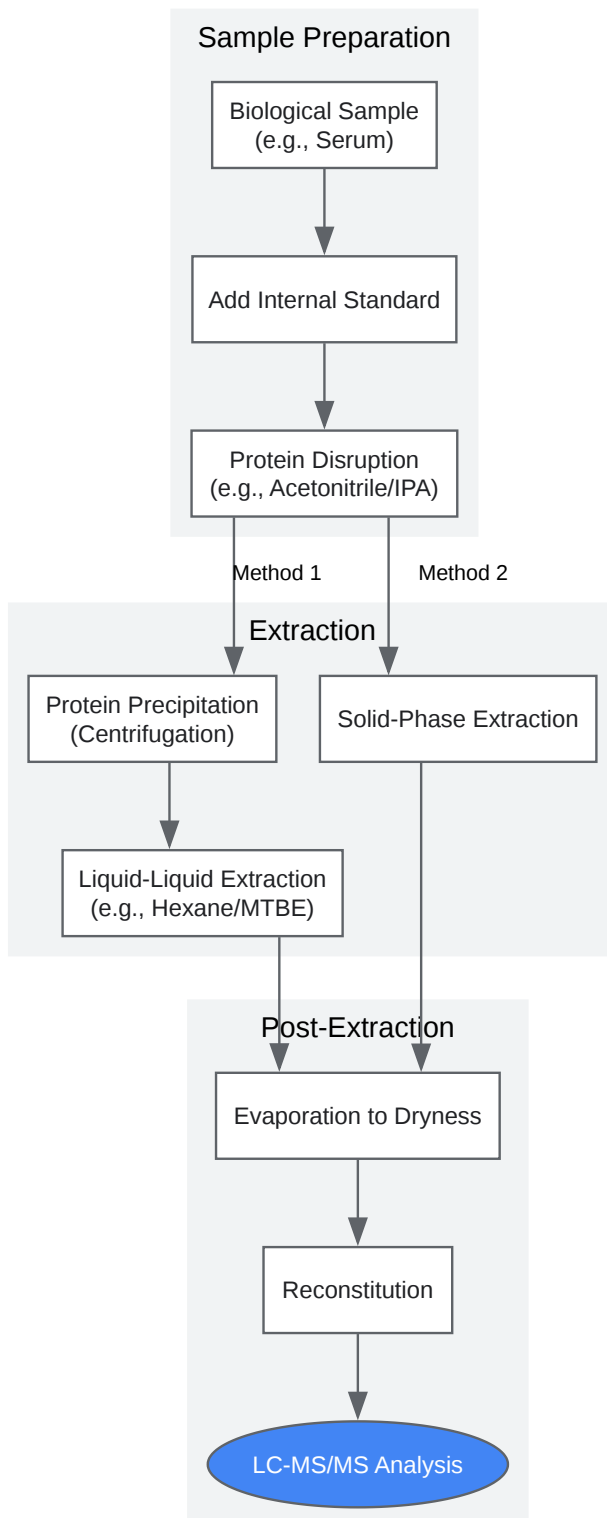 Sample Preparation
Biological Sample
(e.g., Serum)
Add Internal Standard
Protein Disruption
(e.g., Acetonitrile/IPA)
Method 1
Method 2
Extraction
Protein Precipitation
(Centrifugation)
Solid-Phase Extraction
Liquid-Liquid Extraction
(e.g., Hexane/MTBE)
Post-Extraction
Evaporation to Dryness
Reconstitution
LC-MS/MS Analysis